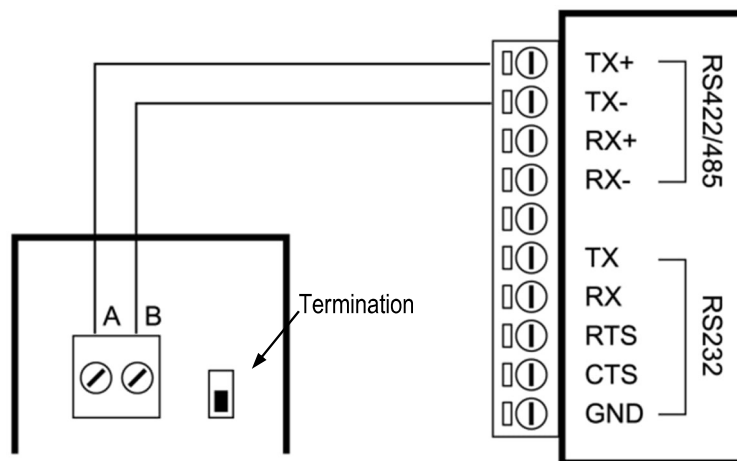 TX+
TX-
RX+
RX-
RS422/485
TX
RX
RTS
CTS
GND
RS232
A B
Termination